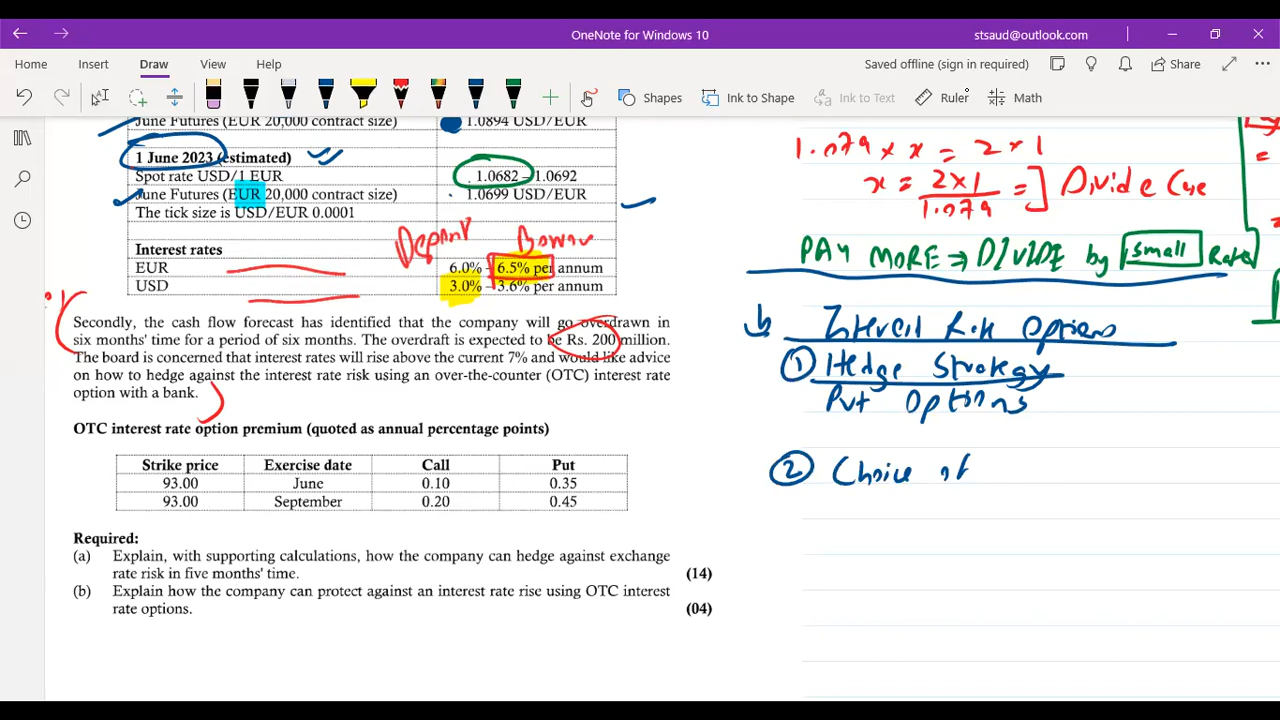 OneNote for Windows 10
stsaud@outlook.com
Home Insert Draw View Help
Saved offline (sign in required)
Share
Shapes
Ink to Shape
Ink to Text
Ruler
Math
June Futures (EUR 20,000 contract size) 1.0894 USD/EUR
1 June 2023 (estimated)
Spot rate USD/1 EUR 1.0682 – 1.0692
June Futures (EUR 20,000 contract size) 1.0699 USD/EUR
The tick size is USD/EUR 0.0001
Interest rates
EUR 6.0% – 6.5% per annum
USD 3.0% – 3.6% per annum
Secondly, the cash flow forecast has identified that the company will go overdrawn in
six months' time for a period of six months. The overdraft is expected to be Rs. 200 million.
The board is concerned that interest rates will rise above the current 7% and would like advice
on how to hedge against the interest rate risk using an over-the-counter (OTC) interest rate
option with a bank.
OTC interest rate option premium (quoted as annual percentage points)
Strike price Exercise date Call Put
93.00 June 0.10 0.35
93.00 September 0.20 0.45
Required:
(a) Explain, with supporting calculations, how the company can hedge against exchange
rate risk in five months' time. (14)
(b) Explain how the company can protect against an interest rate rise using OTC interest
rate options. (04)
1.079 x x = 2 x 1
x = 2 x 1 / 1.079 = ] Divide
PAY MORE ⇒ DIVIDE by small Rate
① Hedge Strategy
Put Options
② Choice of